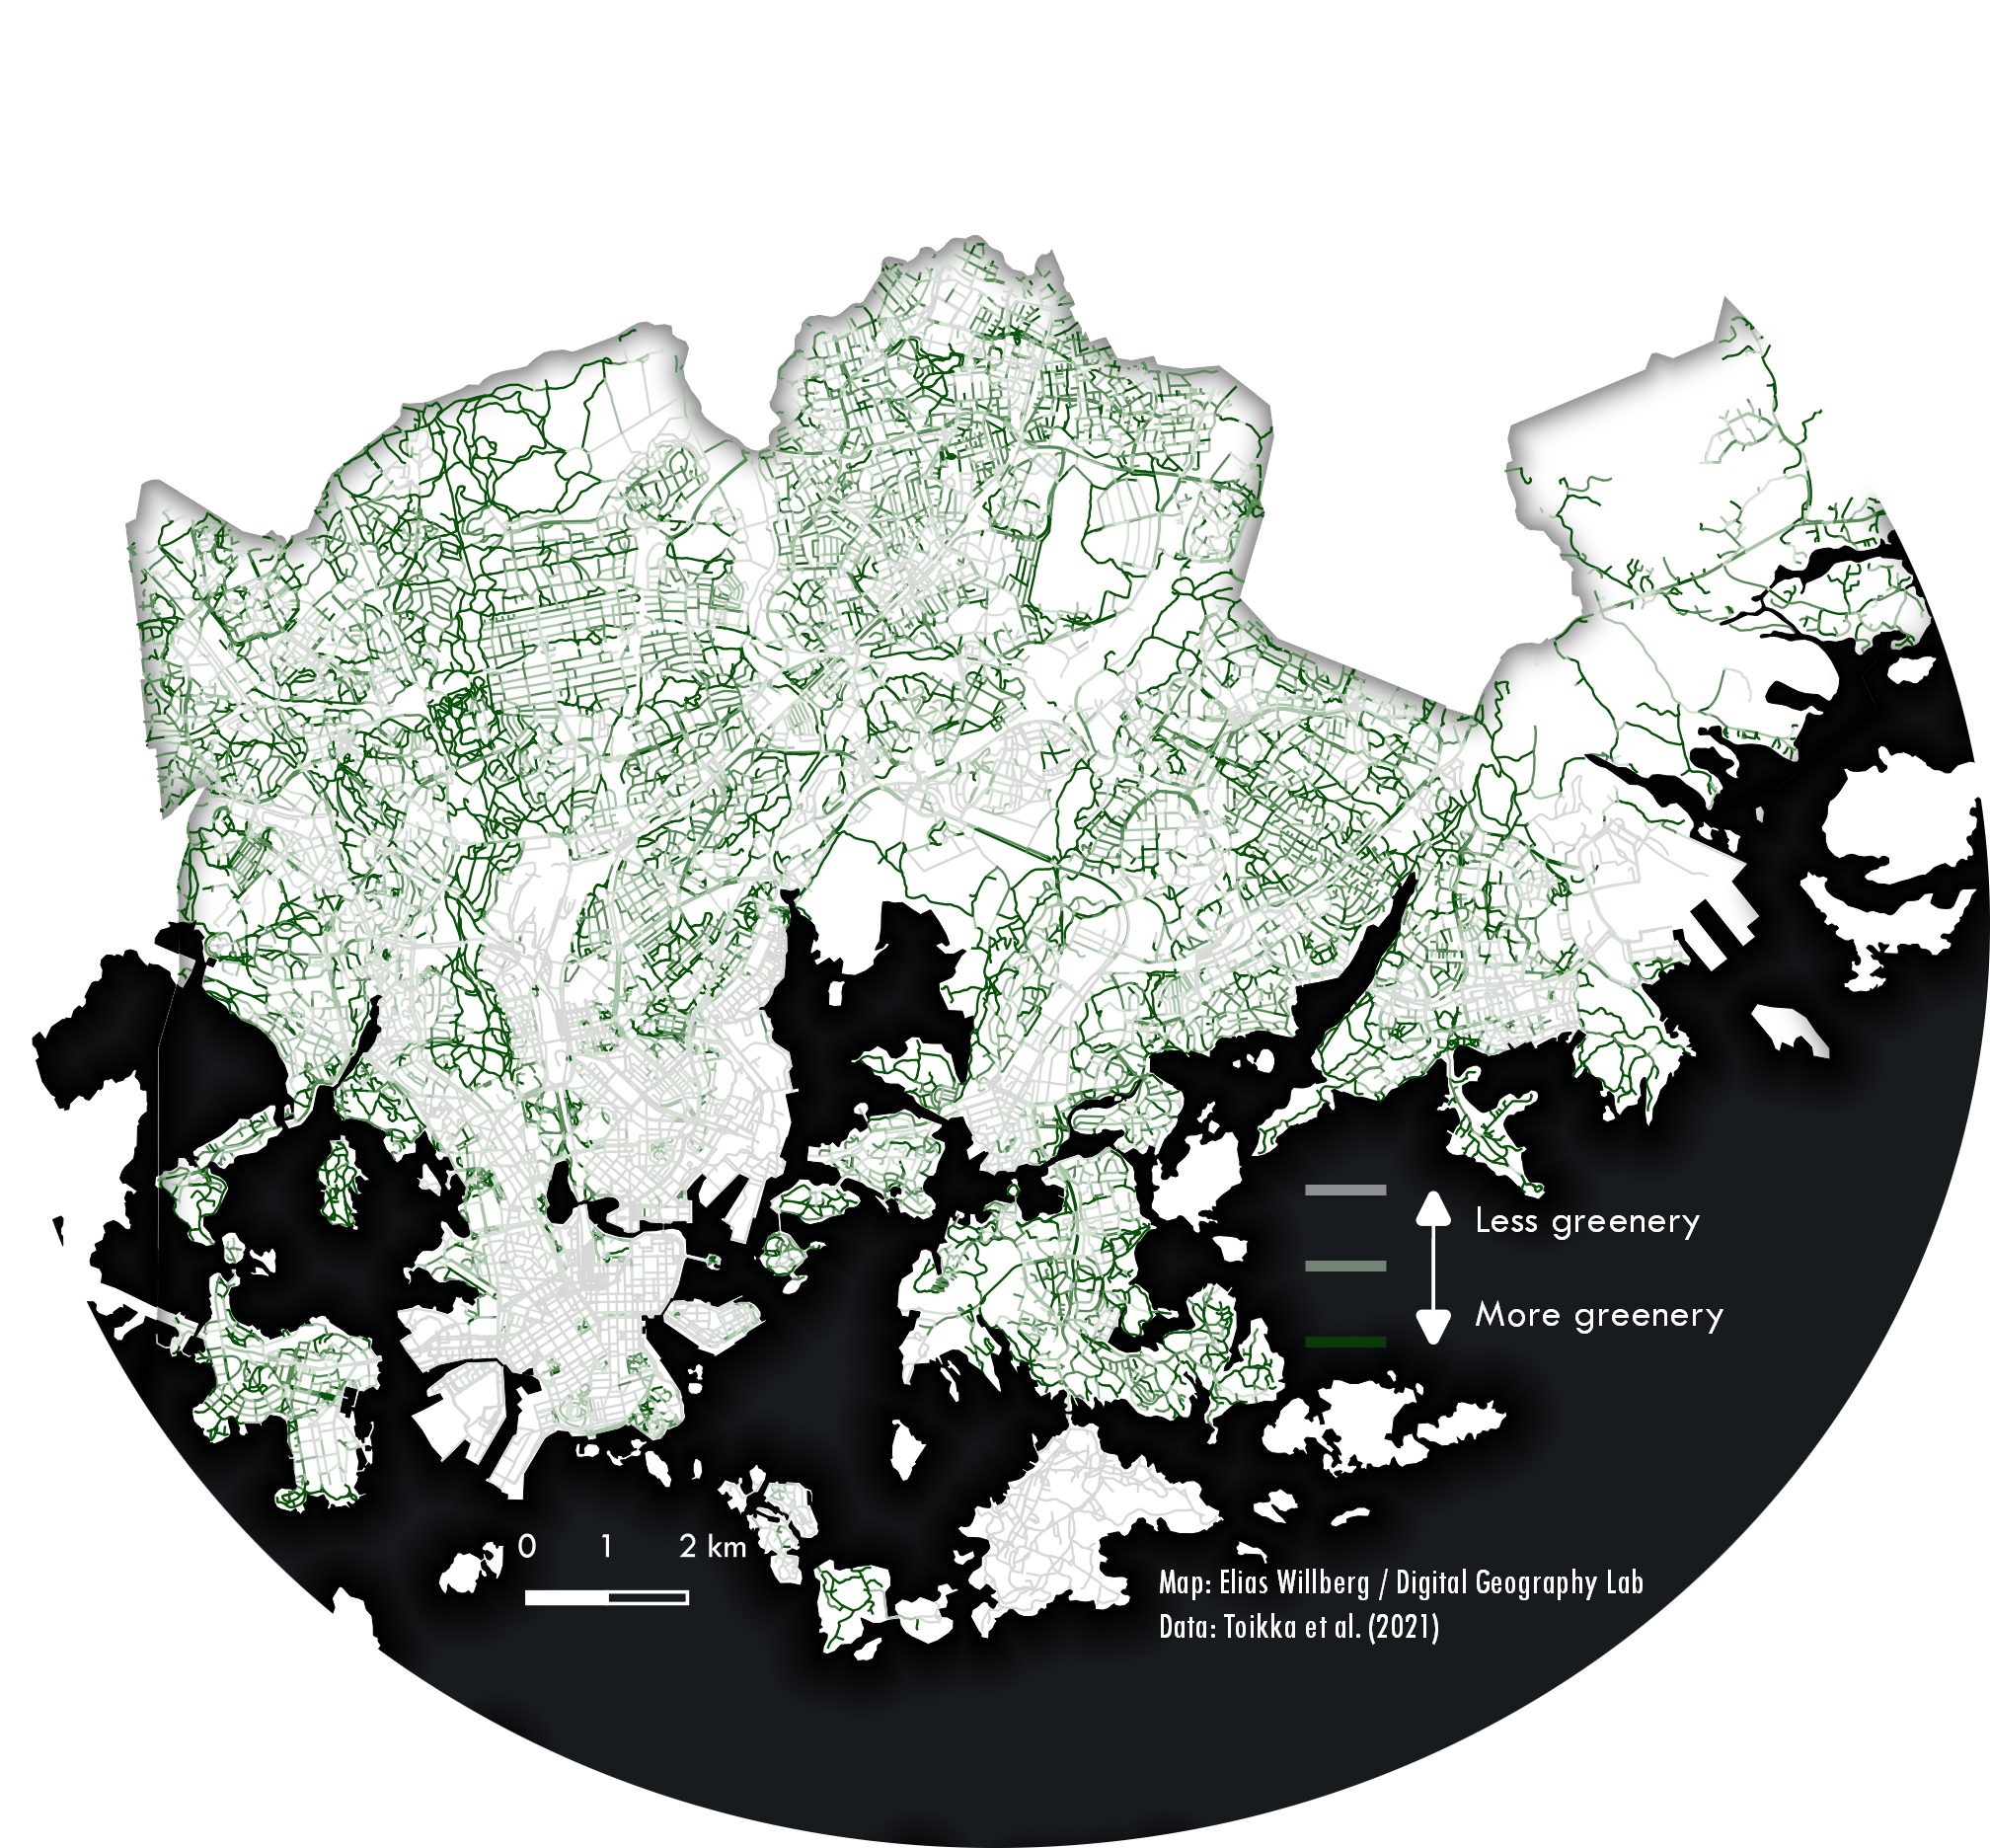 Less greenery
More greenery
0 1 2 km
Map: Elias Willberg / Digital Geography Lab
Data: Toikka et al. (2021)